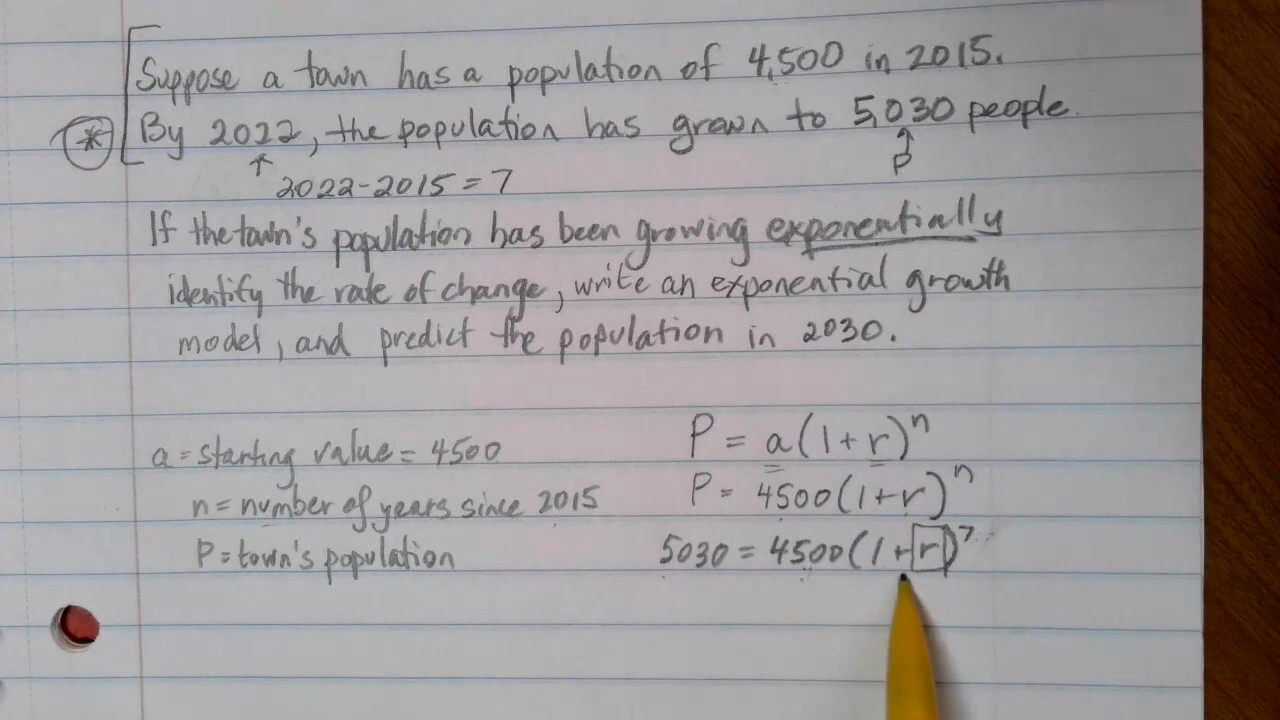 Suppose a town has a population of 4,500 in 2015.
* By 2022, the population has grown to 5,030 people.
↑ 2022-2015=7 ↑ P
If the town's population has been growing exponentially
identify the rate of change, write an exponential growth
model, and predict the population in 2030.
a = starting value = 4500
n = number of years since 2015
P = town's population
P = a(1+r)^n
P = 4500(1+r)^n
5030 = 4500(1+r)^7